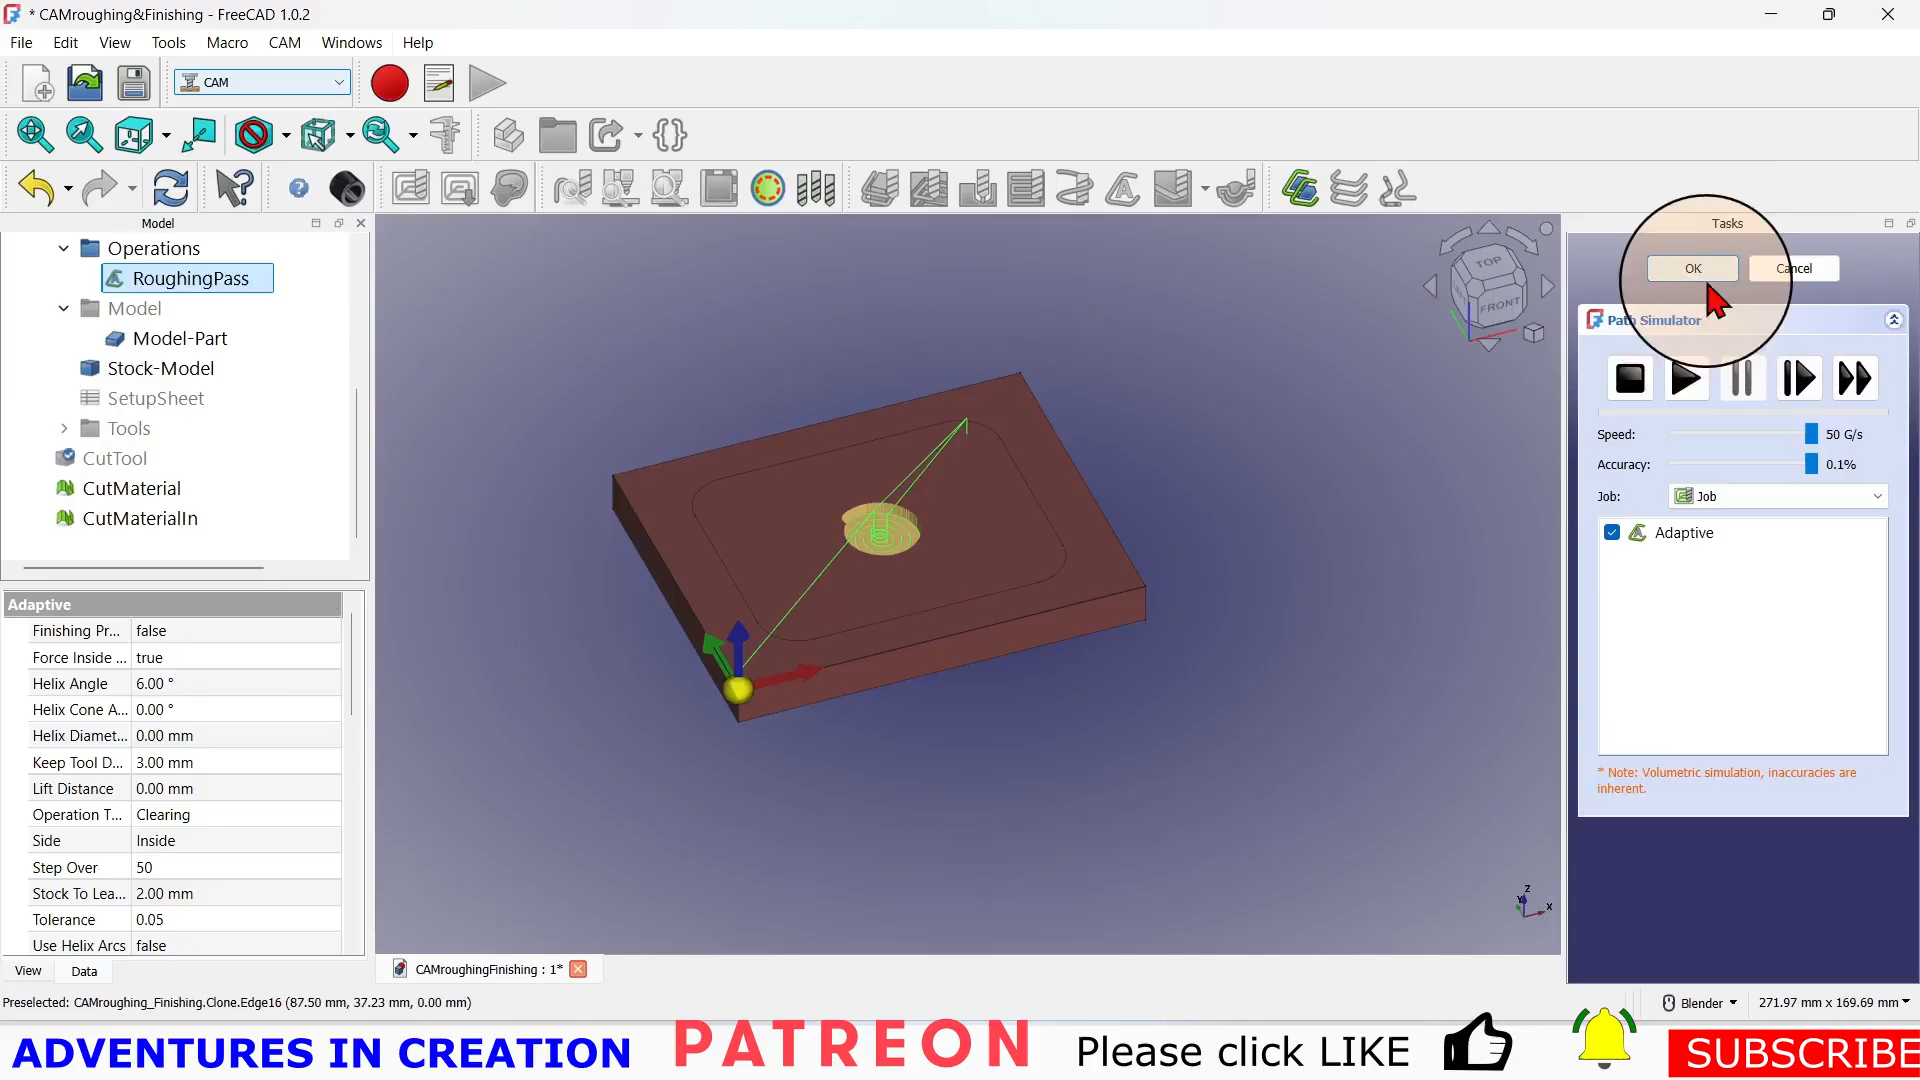 * CAMroughing&Finishing - FreeCAD 1.0.2
File Edit View Tools Macro CAM Windows Help
CAM
Model
Operations
RoughingPass
Model
Model-Part
Stock-Model
SetupSheet
Tools
CutTool
CutMaterial
CutMaterialIn
Adaptive
Finishing Pr... false
Force Inside ... true
Helix Angle 6.00 °
Helix Cone A... 0.00 °
Helix Diamet... 0.00 mm
Keep Tool D... 3.00 mm
Lift Distance 0.00 mm
Operation T... Clearing
Side Inside
Step Over 50
Stock To Lea... 2.00 mm
Tolerance 0.05
Use Helix Arcs false
View Data
TOP
FRONT
Z
Y
X
CAMroughingFinishing : 1*
Tasks
OK Cancel
Path Simulator
Speed: 50 G/s
Accuracy: 0.1%
Job: Job
Adaptive
* Note: Volumetric simulation, inaccuracies are
inherent.
Preselected: CAMroughing_Finishing.Clone.Edge16 (87.50 mm, 37.23 mm, 0.00 mm)
Blender 271.97 mm x 169.69 mm
ADVENTURES IN CREATION PATREON Please click LIKE SUBSCRIBE